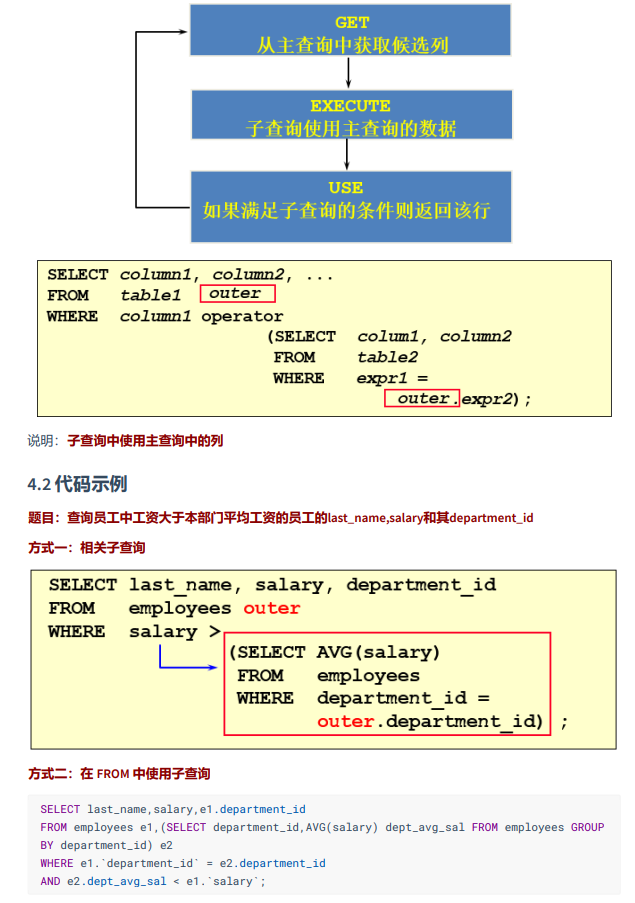 GET
从主查询中获取候选列
EXECUTE
子查询使用主查询的数据
USE
如果满足子查询的条件则返回该行
SELECT column1, column2, ...
FROM table1 outer
WHERE column1 operator
(SELECT colum1, column2
FROM table2
WHERE expr1 =
outer.expr2);
说明：子查询中使用主查询中的列
4.2 代码示例
题目：查询员工中工资大于本部门平均工资的员工的last_name,salary和其department_id
方式一：相关子查询
SELECT last_name, salary, department_id
FROM employees outer
WHERE salary >
(SELECT AVG(salary)
FROM employees
WHERE department_id =
outer.department_id) ;
方式二：在 FROM 中使用子查询
SELECT last_name,salary,e1.department_id
FROM employees e1,(SELECT department_id,AVG(salary) dept_avg_sal FROM employees GROUP
BY department_id) e2
WHERE e1.`department_id` = e2.department_id
AND e2.dept_avg_sal < e1.`salary`;